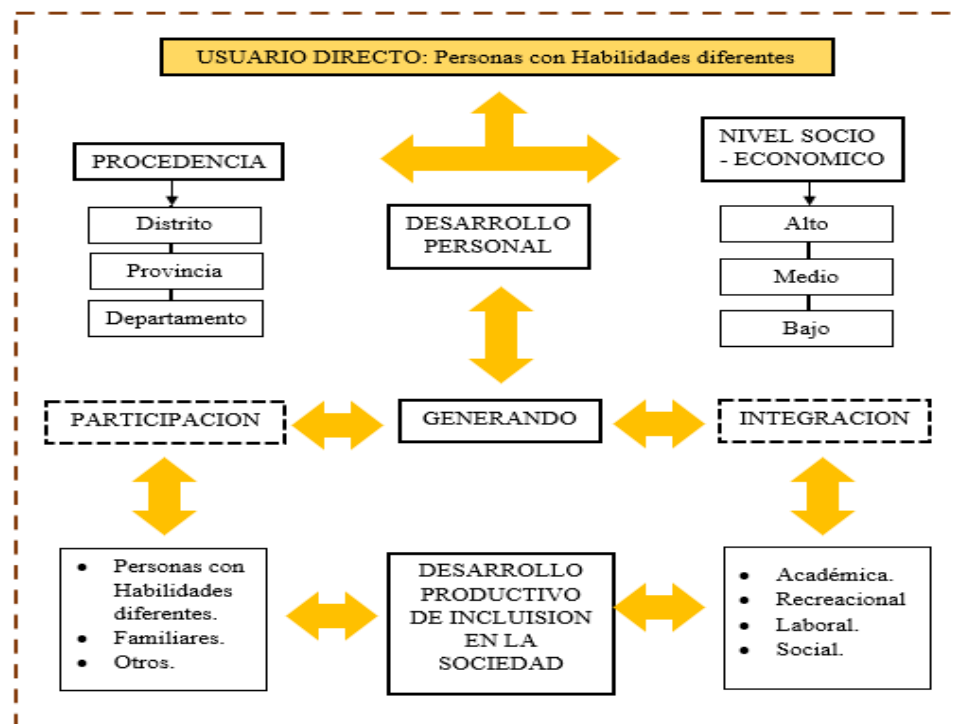 USUARIO DIRECTO: Personas con Habilidades diferentes
PROCEDENCIA
Distrito
Provincia
Departamento
DESARROLLO
PERSONAL
NIVEL SOCIO
- ECONOMICO
Alto
Medio
Bajo
PARTICIPACION
GENERANDO
INTEGRACION
• Personas con
Habilidades
diferentes.
• Familiares.
• Otros.
DESARROLLO
PRODUCTIVO
DE INCLUISION
EN LA
SOCIEDAD
• Académica.
• Recreacional
• Laboral.
• Social.